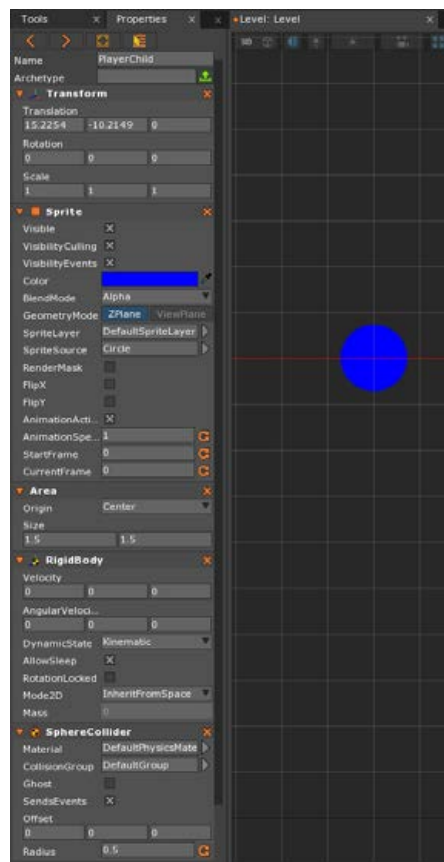 Tools x Properties x x •Level: Level x
Name PlayerChild
Archetype
Transform
Translation
15.2254 -10.2149 0
Rotation
0 0 0
Scale
1 1 1
Sprite
Visible X
VisibilityCulling X
VisibilityEvents X
Color
BlendMode Alpha
GeometryMode ZPlane ViewPlane
SpriteLayer DefaultSpriteLayer
SpriteSource Circle
RenderMask
FlipX
FlipY
AnimationActi... X
AnimationSpe... 1
StartFrame 0
CurrentFrame 0
Area
Origin Center
Size
1.5 1.5
RigidBody
Velocity
0 0 0
AngularVeloci...
0 0 0
DynamicState Kinematic
AllowSleep X
RotationLocked
Mode2D InheritFromSpace
Mass 0
SphereCollider
Material DefaultPhysicsMate
CollisionGroup DefaultGroup
Ghost
SendsEvents X
Offset
0 0 0
Radius 0.5